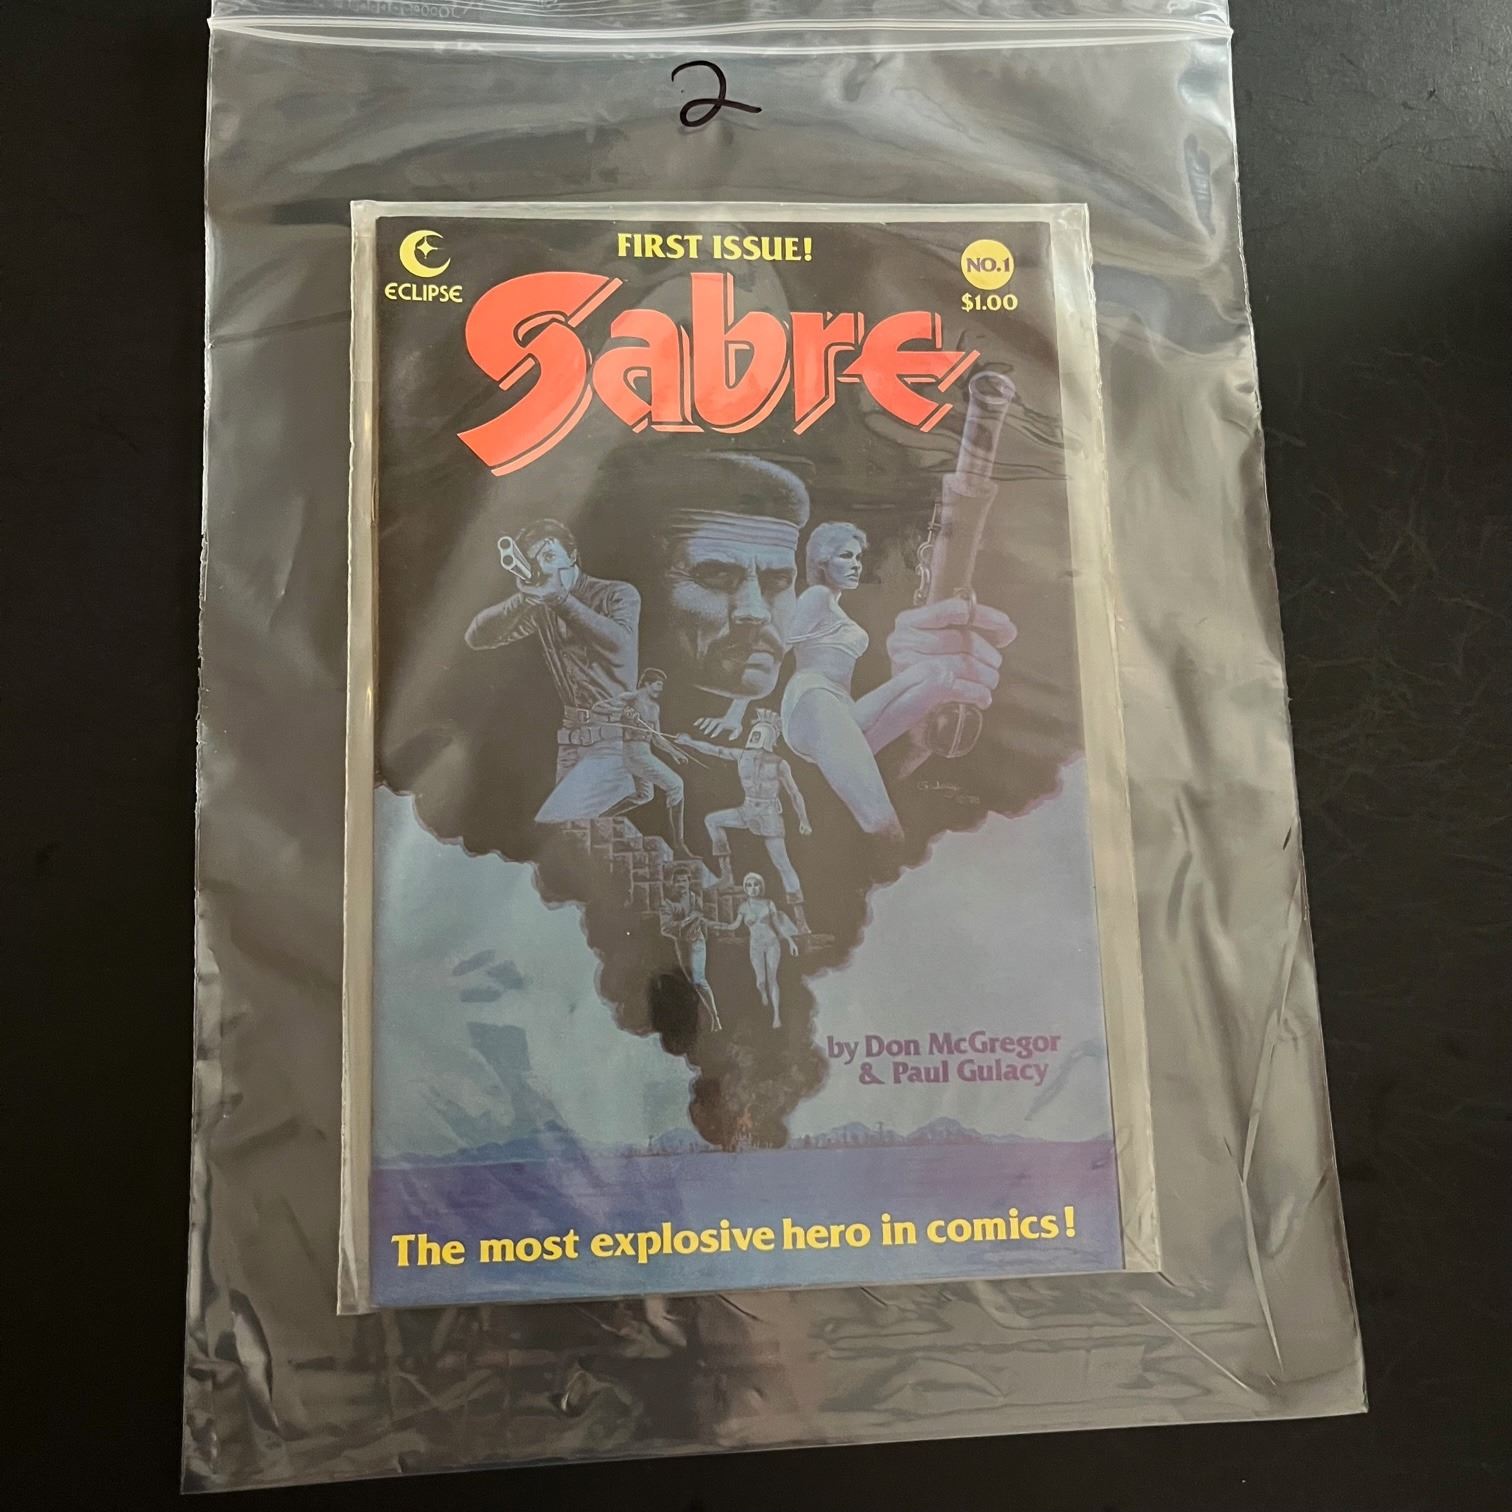 2
FIRST ISSUE!
ECLIPSE
NO.1
$1.00
Sabre
by Don McGregor
& Paul Gulacy
The most explosive hero in comics!